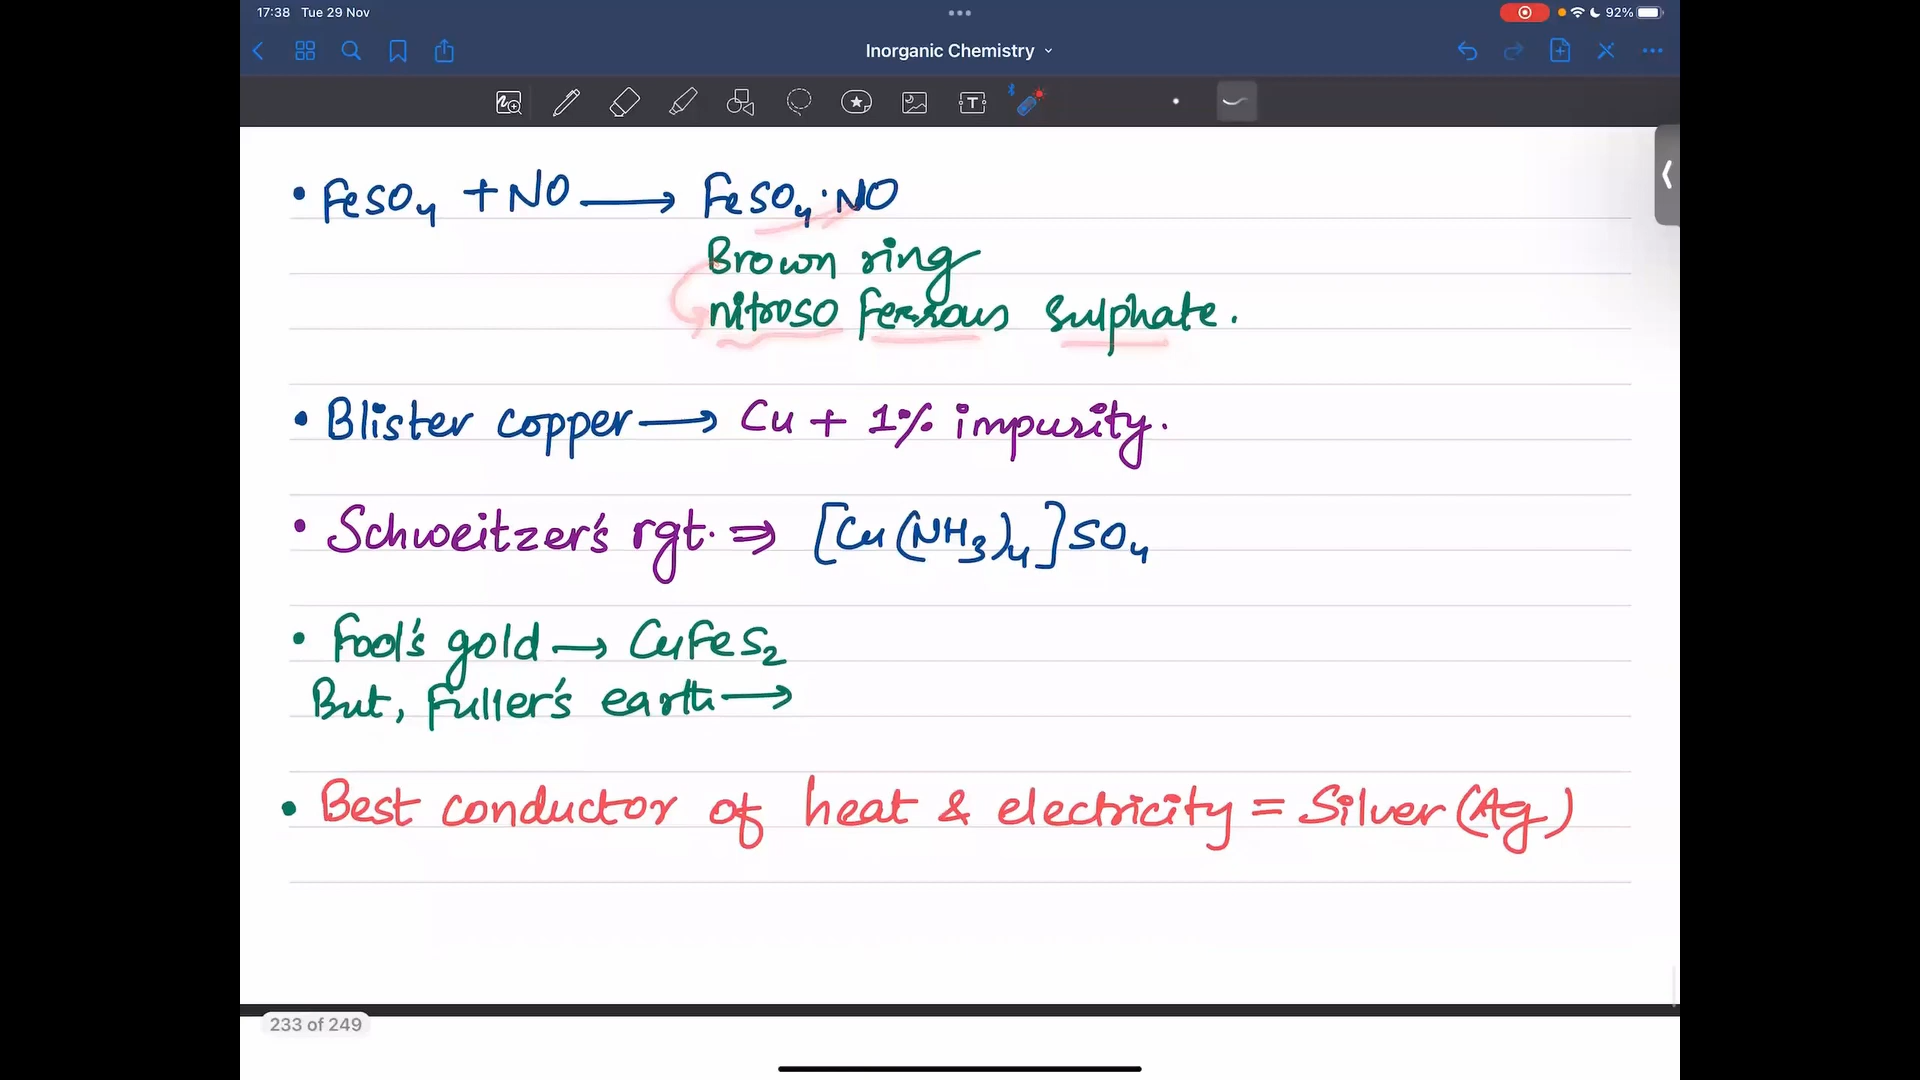 17:38 Tue 29 Nov
92%
Inorganic Chemistry
T
• FeSO₄ + NO ⟶ FeSO₄·NO
Brown ring
nitroso ferrous sulphate.
• Blister copper ⟶ Cu + 1% impurity.
• Schweitzer's rgt. ⇒ [Cu(NH₃)₄]SO₄
• Fool's gold → CuFeS₂
But, Fuller's earth ⟶
• Best conductor of heat & electricity = Silver (Ag)
233 of 249